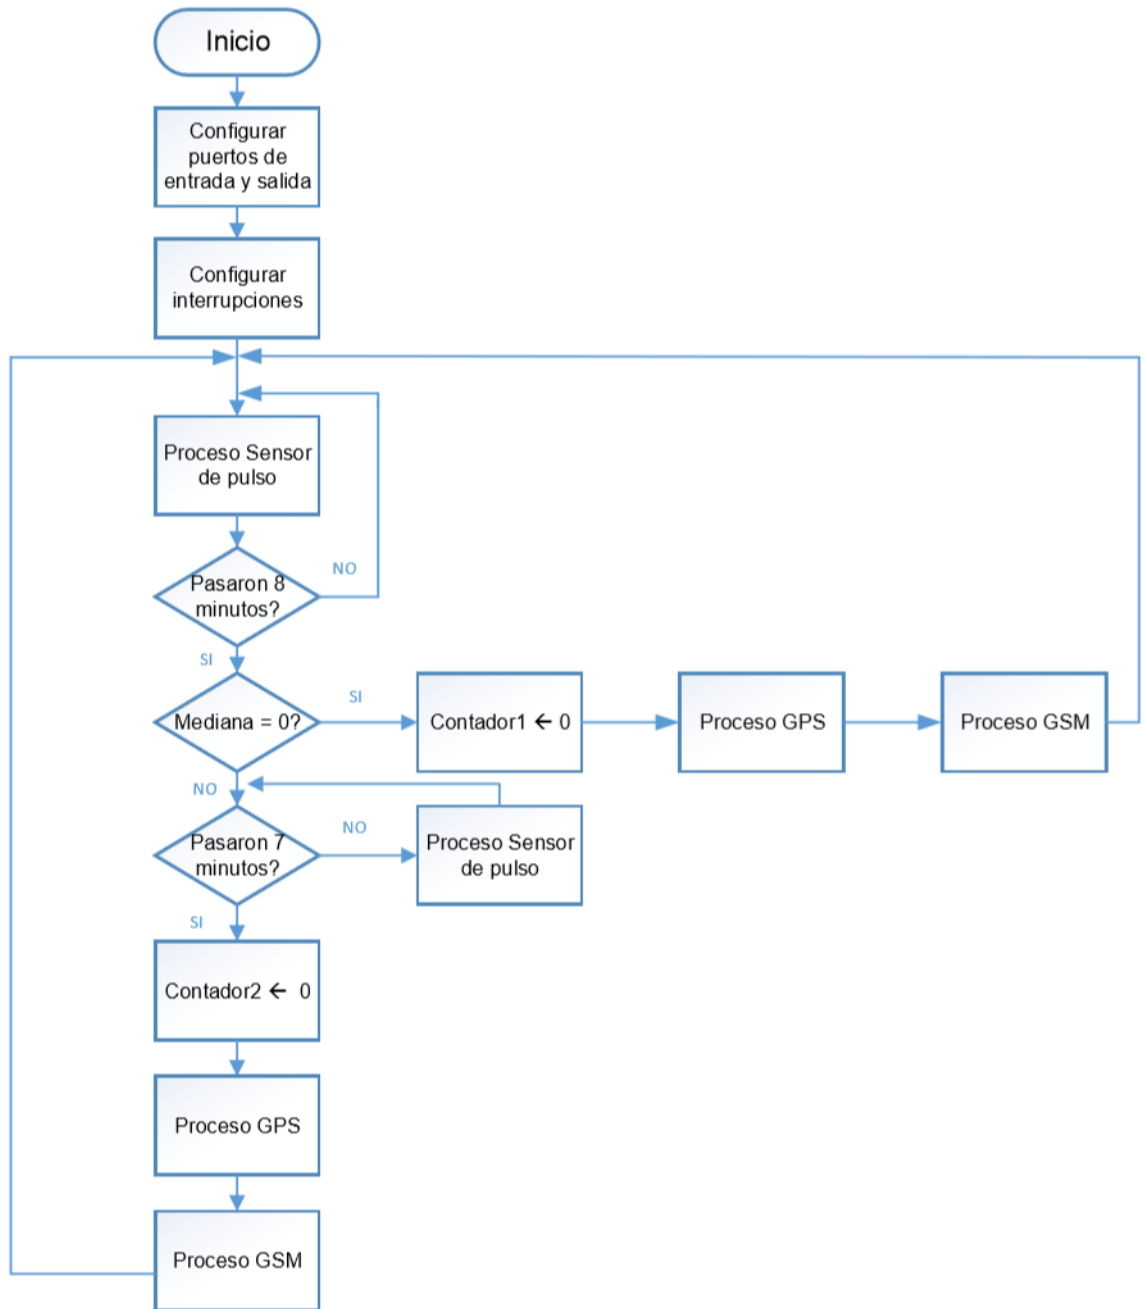 Inicio
Configurar
puertos de
entrada y salida
Configurar
interrupciones
Proceso Sensor
de pulso
Pasaron 8
minutos?
NO
SI
Mediana = 0?
SI
Contador1 ← 0
Proceso GPS
Proceso GSM
NO
Pasaron 7
minutos?
NO
Proceso Sensor
de pulso
SI
Contador2 ← 0
Proceso GPS
Proceso GSM